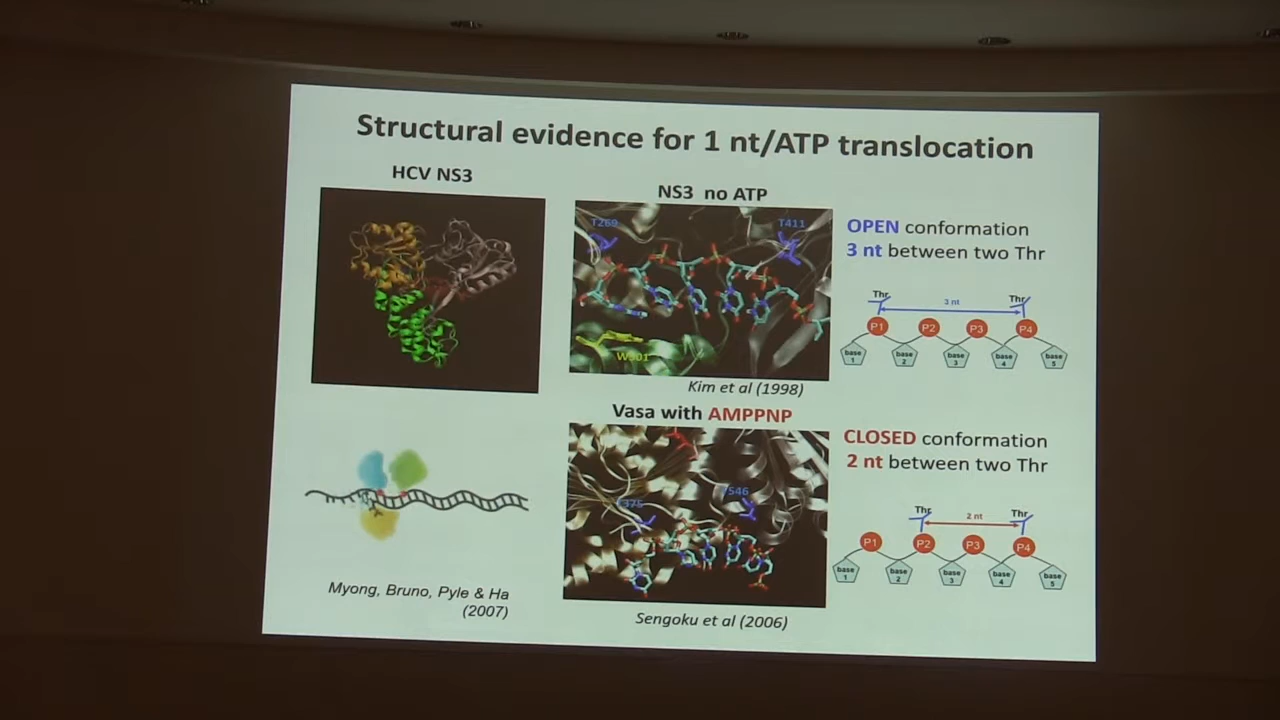 Structural evidence for 1 nt/ATP translocation
HCV NS3
NS3 no ATP
T269
T411
W501
Kim et al (1998)
OPEN conformation
3 nt between two Thr
Thr
3 nt
Thr
P1
P2
P3
P4
base
1
base
2
base
3
base
4
base
5
Vasa with AMPPNP
546
Sengoku et al (2006)
CLOSED conformation
2 nt between two Thr
Thr
2 nt
Thr
P1
P2
P3
P4
base
1
base
2
base
3
base
4
base
5
Myong, Bruno, Pyle & Ha
(2007)